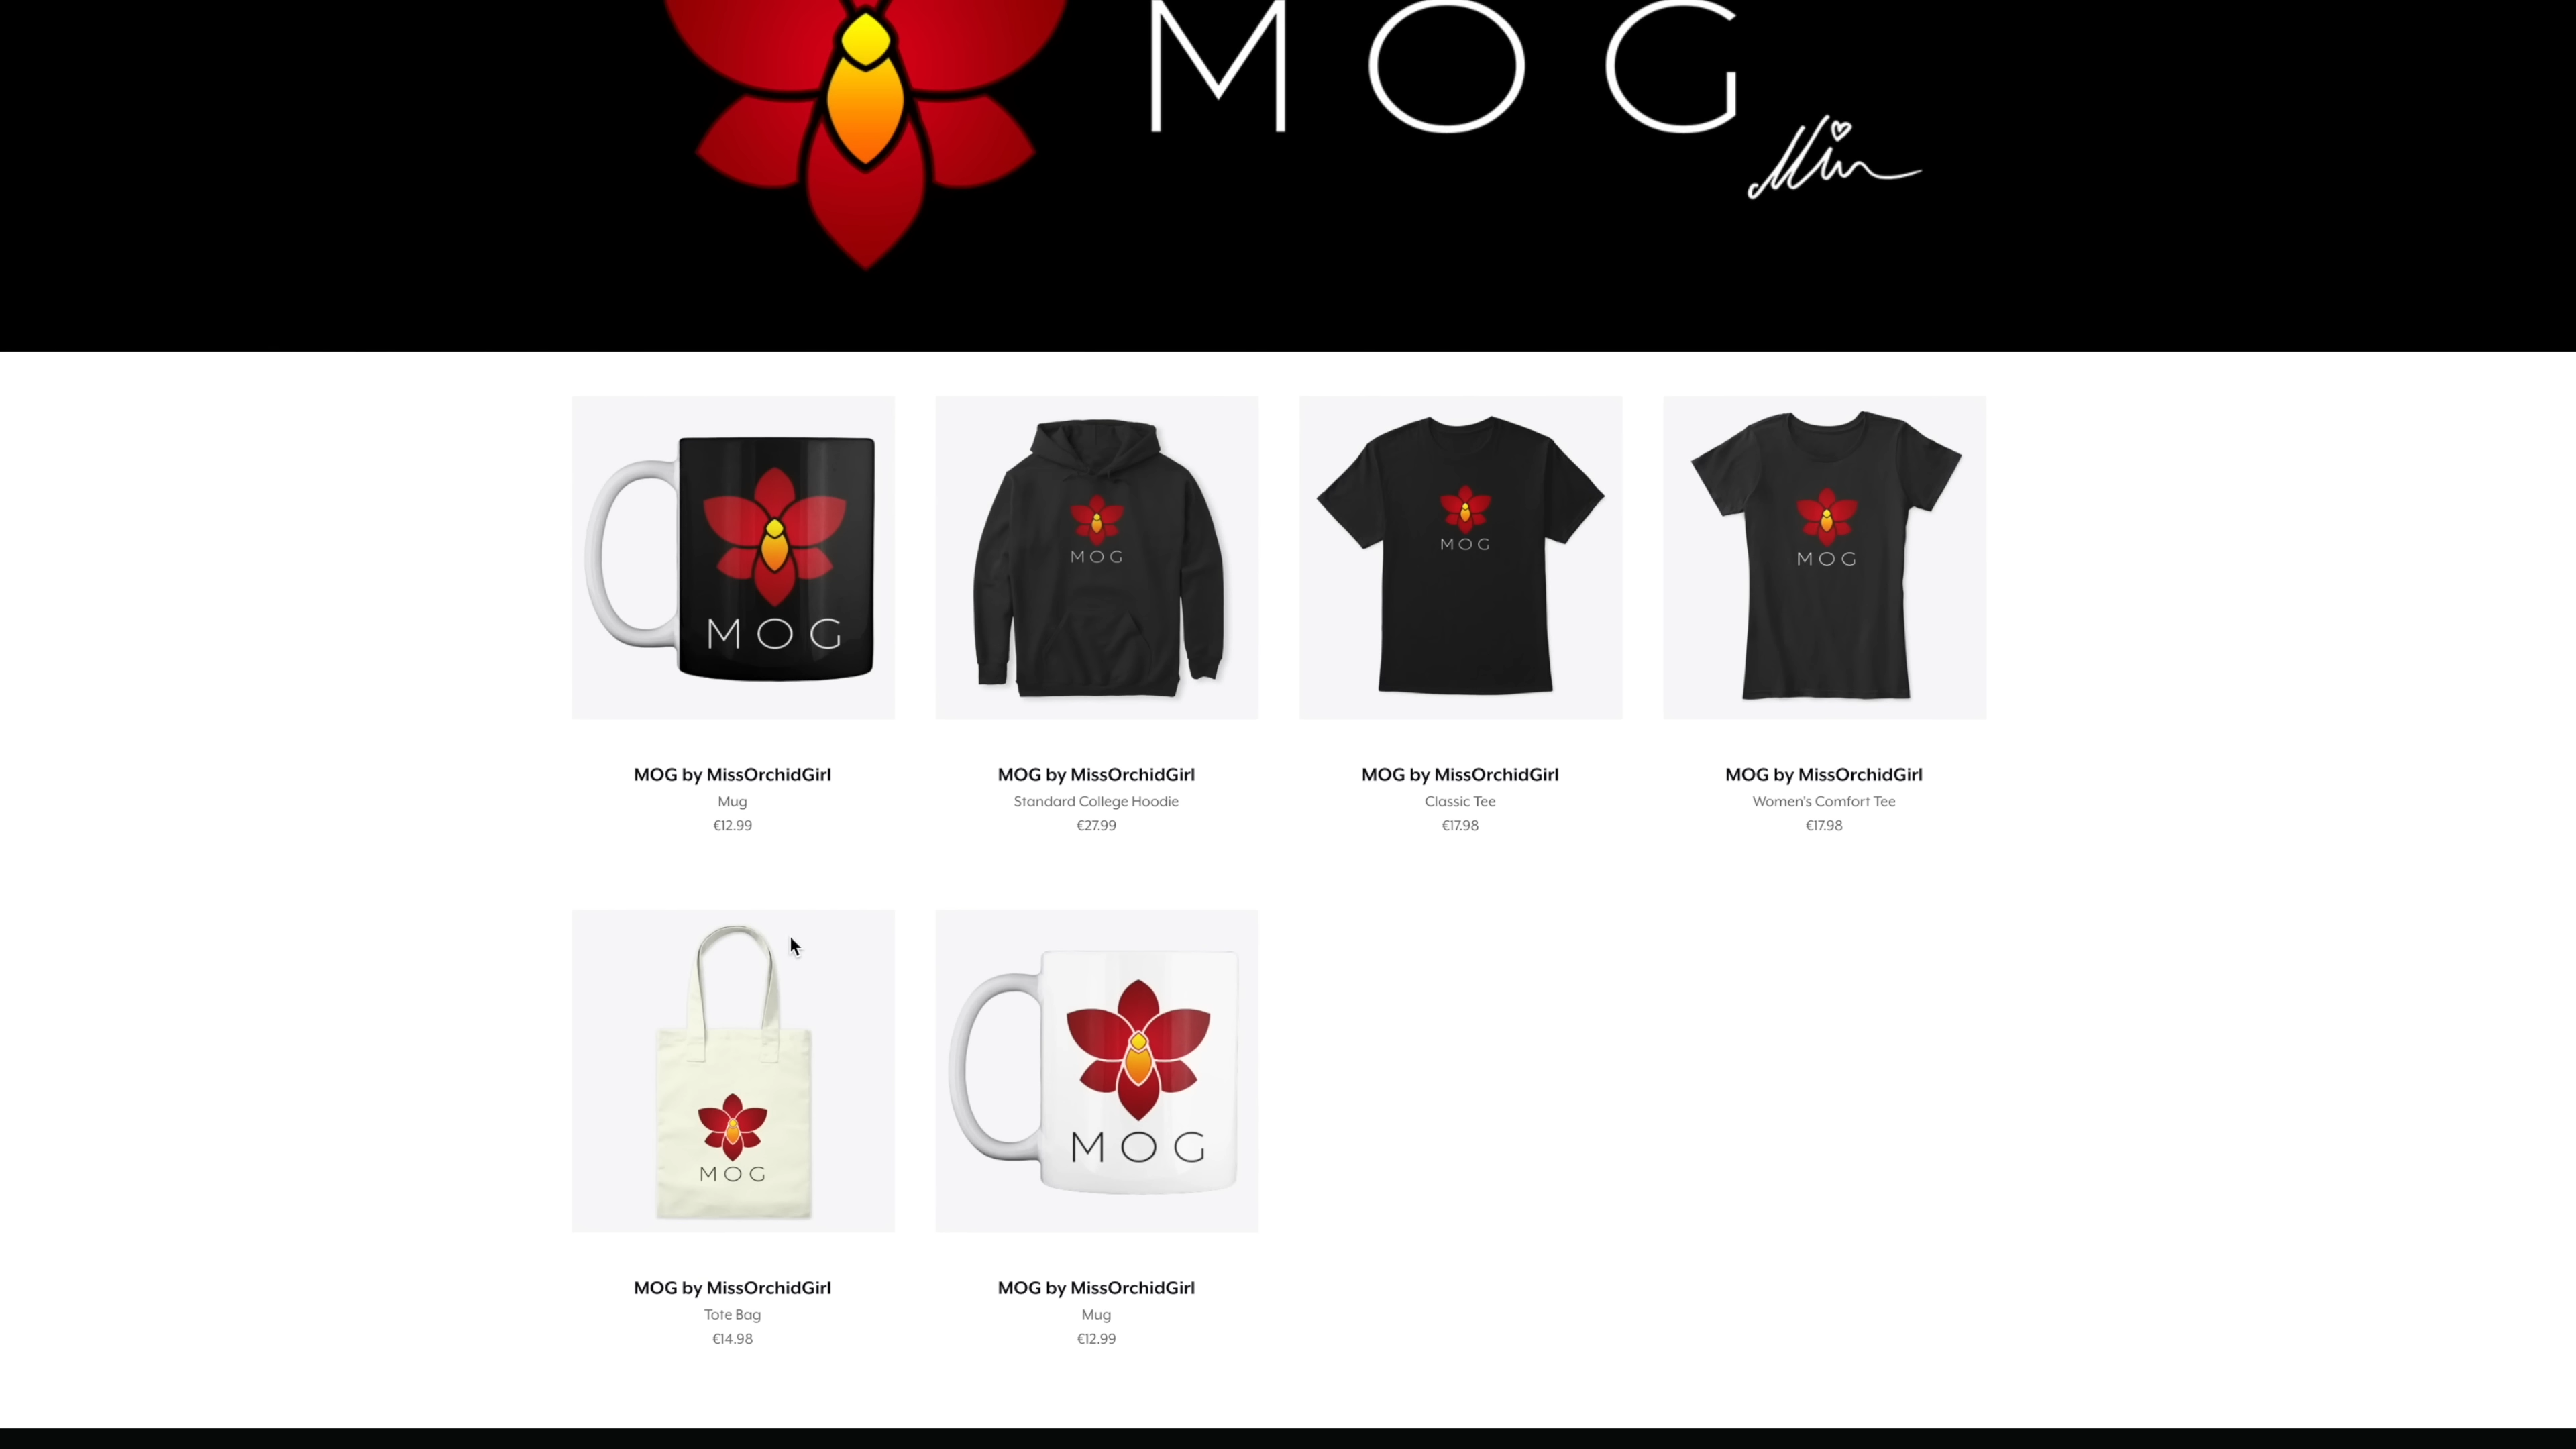 MOG
Min
MOG
MOG
MOG
MOG
MOG by MissOrchidGirl
Mug
€12.99
MOG by MissOrchidGirl
Standard College Hoodie
€27.99
MOG by MissOrchidGirl
Classic Tee
€17.98
MOG by MissOrchidGirl
Women's Comfort Tee
€17.98
MOG
MOG
MOG by MissOrchidGirl
Tote Bag
€14.98
MOG by MissOrchidGirl
Mug
€12.99